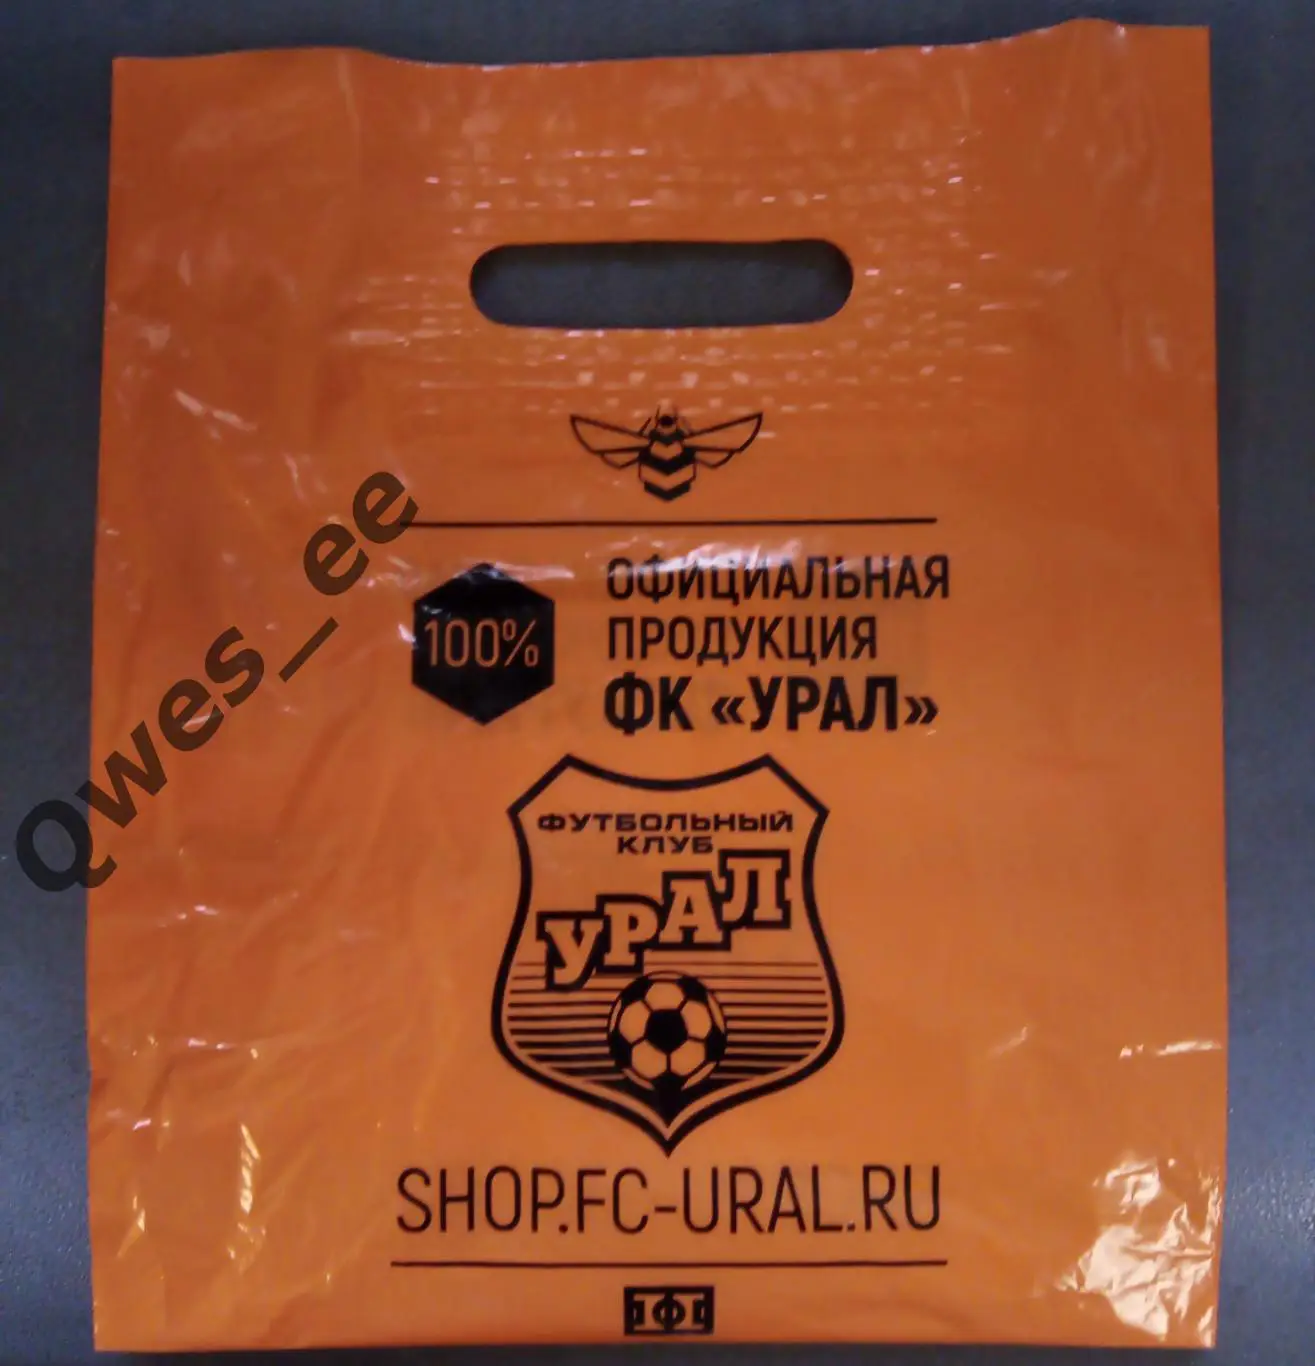 100%
ОФИЦИАЛЬНАЯ
ПРОДУКЦИЯ
ФК «УРАЛ»
ФУТБОЛЬНЫЙ
КЛУБ
УРАЛ
SHOP.FC-URAL.RU
Qwes_ee